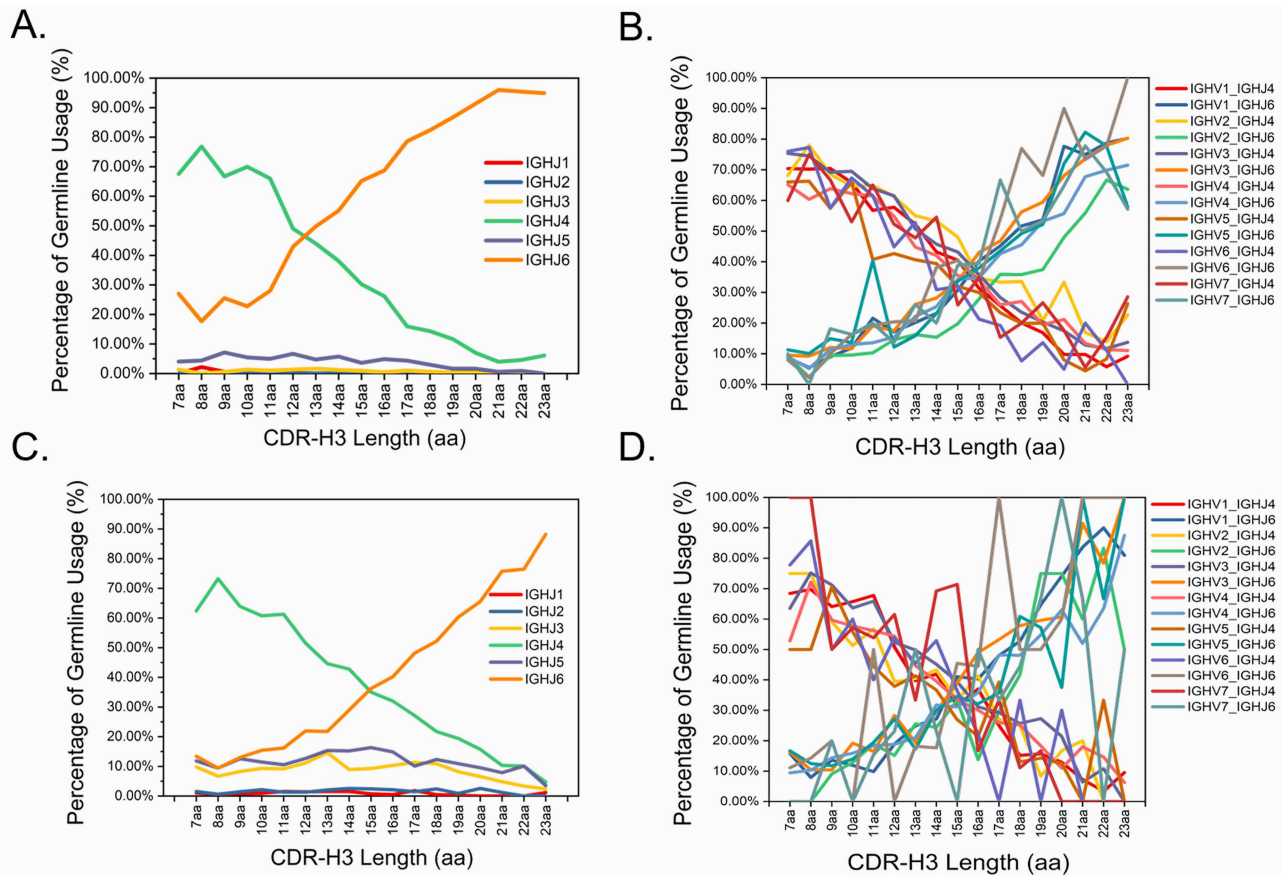 A.
Percentage of Germline Usage (%)
100.00%
90.00%
80.00%
70.00%
60.00%
50.00%
40.00%
30.00%
20.00%
10.00%
0.00%
IGHJ1
IGHJ2
IGHJ3
IGHJ4
IGHJ5
IGHJ6
7aa 8aa 9aa 10aa 11aa 12aa 13aa 14aa 15aa 16aa 17aa 18aa 19aa 20aa 21aa 22aa 23aa
CDR-H3 Length (aa)
B.
Percentage of Germline Usage (%)
100.00%
90.00%
80.00%
70.00%
60.00%
50.00%
40.00%
30.00%
20.00%
10.00%
0.00%
IGHV1_IGHJ4
IGHV1_IGHJ6
IGHV2_IGHJ4
IGHV2_IGHJ6
IGHV3_IGHJ4
IGHV3_IGHJ6
IGHV4_IGHJ4
IGHV4_IGHJ6
IGHV5_IGHJ4
IGHV5_IGHJ6
IGHV6_IGHJ4
IGHV6_IGHJ6
IGHV7_IGHJ4
IGHV7_IGHJ6
7aa 8aa 9aa 10aa 11aa 12aa 13aa 14aa 15aa 16aa 17aa 18aa 19aa 20aa 21aa 22aa 23aa
CDR-H3 Length (aa)
C.
Percentage of Germline Usage (%)
100.00%
90.00%
80.00%
70.00%
60.00%
50.00%
40.00%
30.00%
20.00%
10.00%
0.00%
IGHJ1
IGHJ2
IGHJ3
IGHJ4
IGHJ5
IGHJ6
7aa 8aa 9aa 10aa 11aa 12aa 13aa 14aa 15aa 16aa 17aa 18aa 19aa 20aa 21aa 22aa 23aa
CDR-H3 Length (aa)
D.
Percentage of Germline Usage (%)
100.00%
90.00%
80.00%
70.00%
60.00%
50.00%
40.00%
30.00%
20.00%
10.00%
0.00%
IGHV1_IGHJ4
IGHV1_IGHJ6
IGHV2_IGHJ4
IGHV2_IGHJ6
IGHV3_IGHJ4
IGHV3_IGHJ6
IGHV4_IGHJ4
IGHV4_IGHJ6
IGHV5_IGHJ4
IGHV5_IGHJ6
IGHV6_IGHJ4
IGHV6_IGHJ6
IGHV7_IGHJ4
IGHV7_IGHJ6
7aa 8aa 9aa 10aa 11aa 12aa 13aa 14aa 15aa 16aa 17aa 18aa 19aa 20aa 21aa 22aa 23aa
CDR-H3 Length (aa)